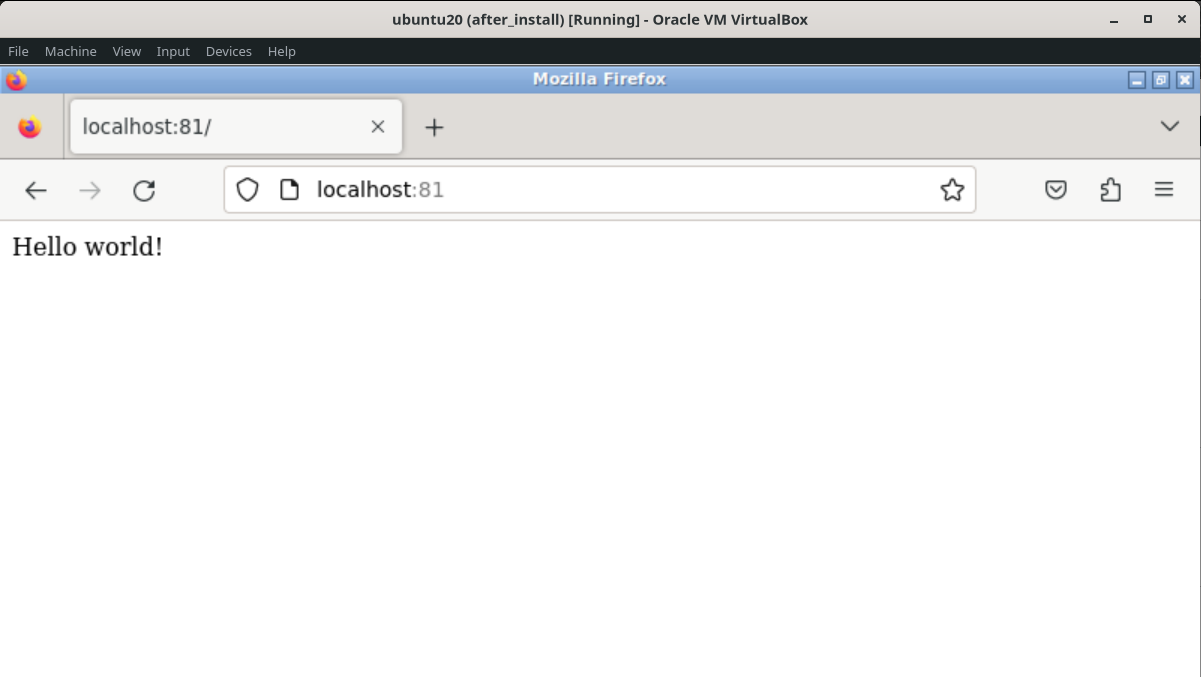 ubuntu20 (after_install) [Running] - Oracle VM VirtualBox
File Machine View Input Devices Help
Mozilla Firefox
localhost:81/
localhost:81
Hello world!